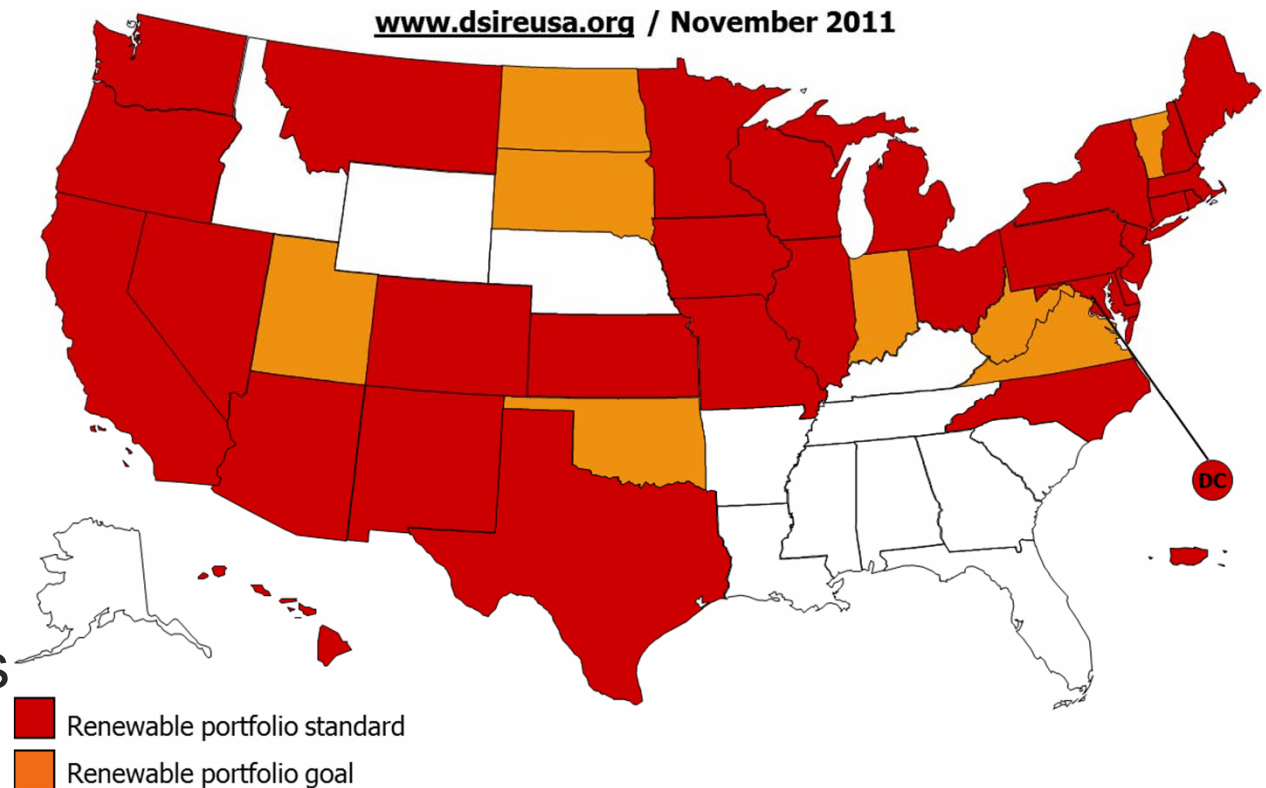 www.dsireusa.org / November 2011
DC
s
Renewable portfolio standard
Renewable portfolio goal